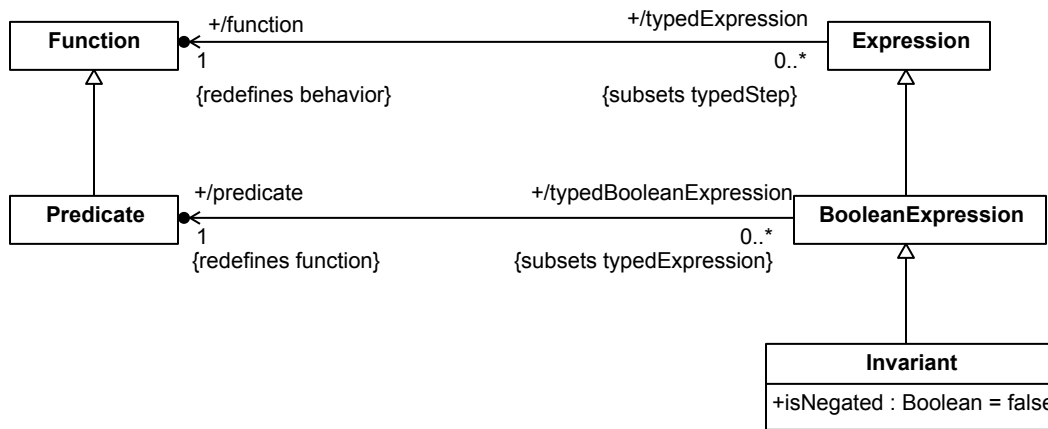 Function
+/function
+/typedExpression
Expression
1
0..*
{redefines behavior}
{subsets typedStep}
Predicate
+/predicate
+/typedBooleanExpression
BooleanExpression
1
0..*
{redefines function}
{subsets typedExpression}
Invariant
+isNegated : Boolean = false